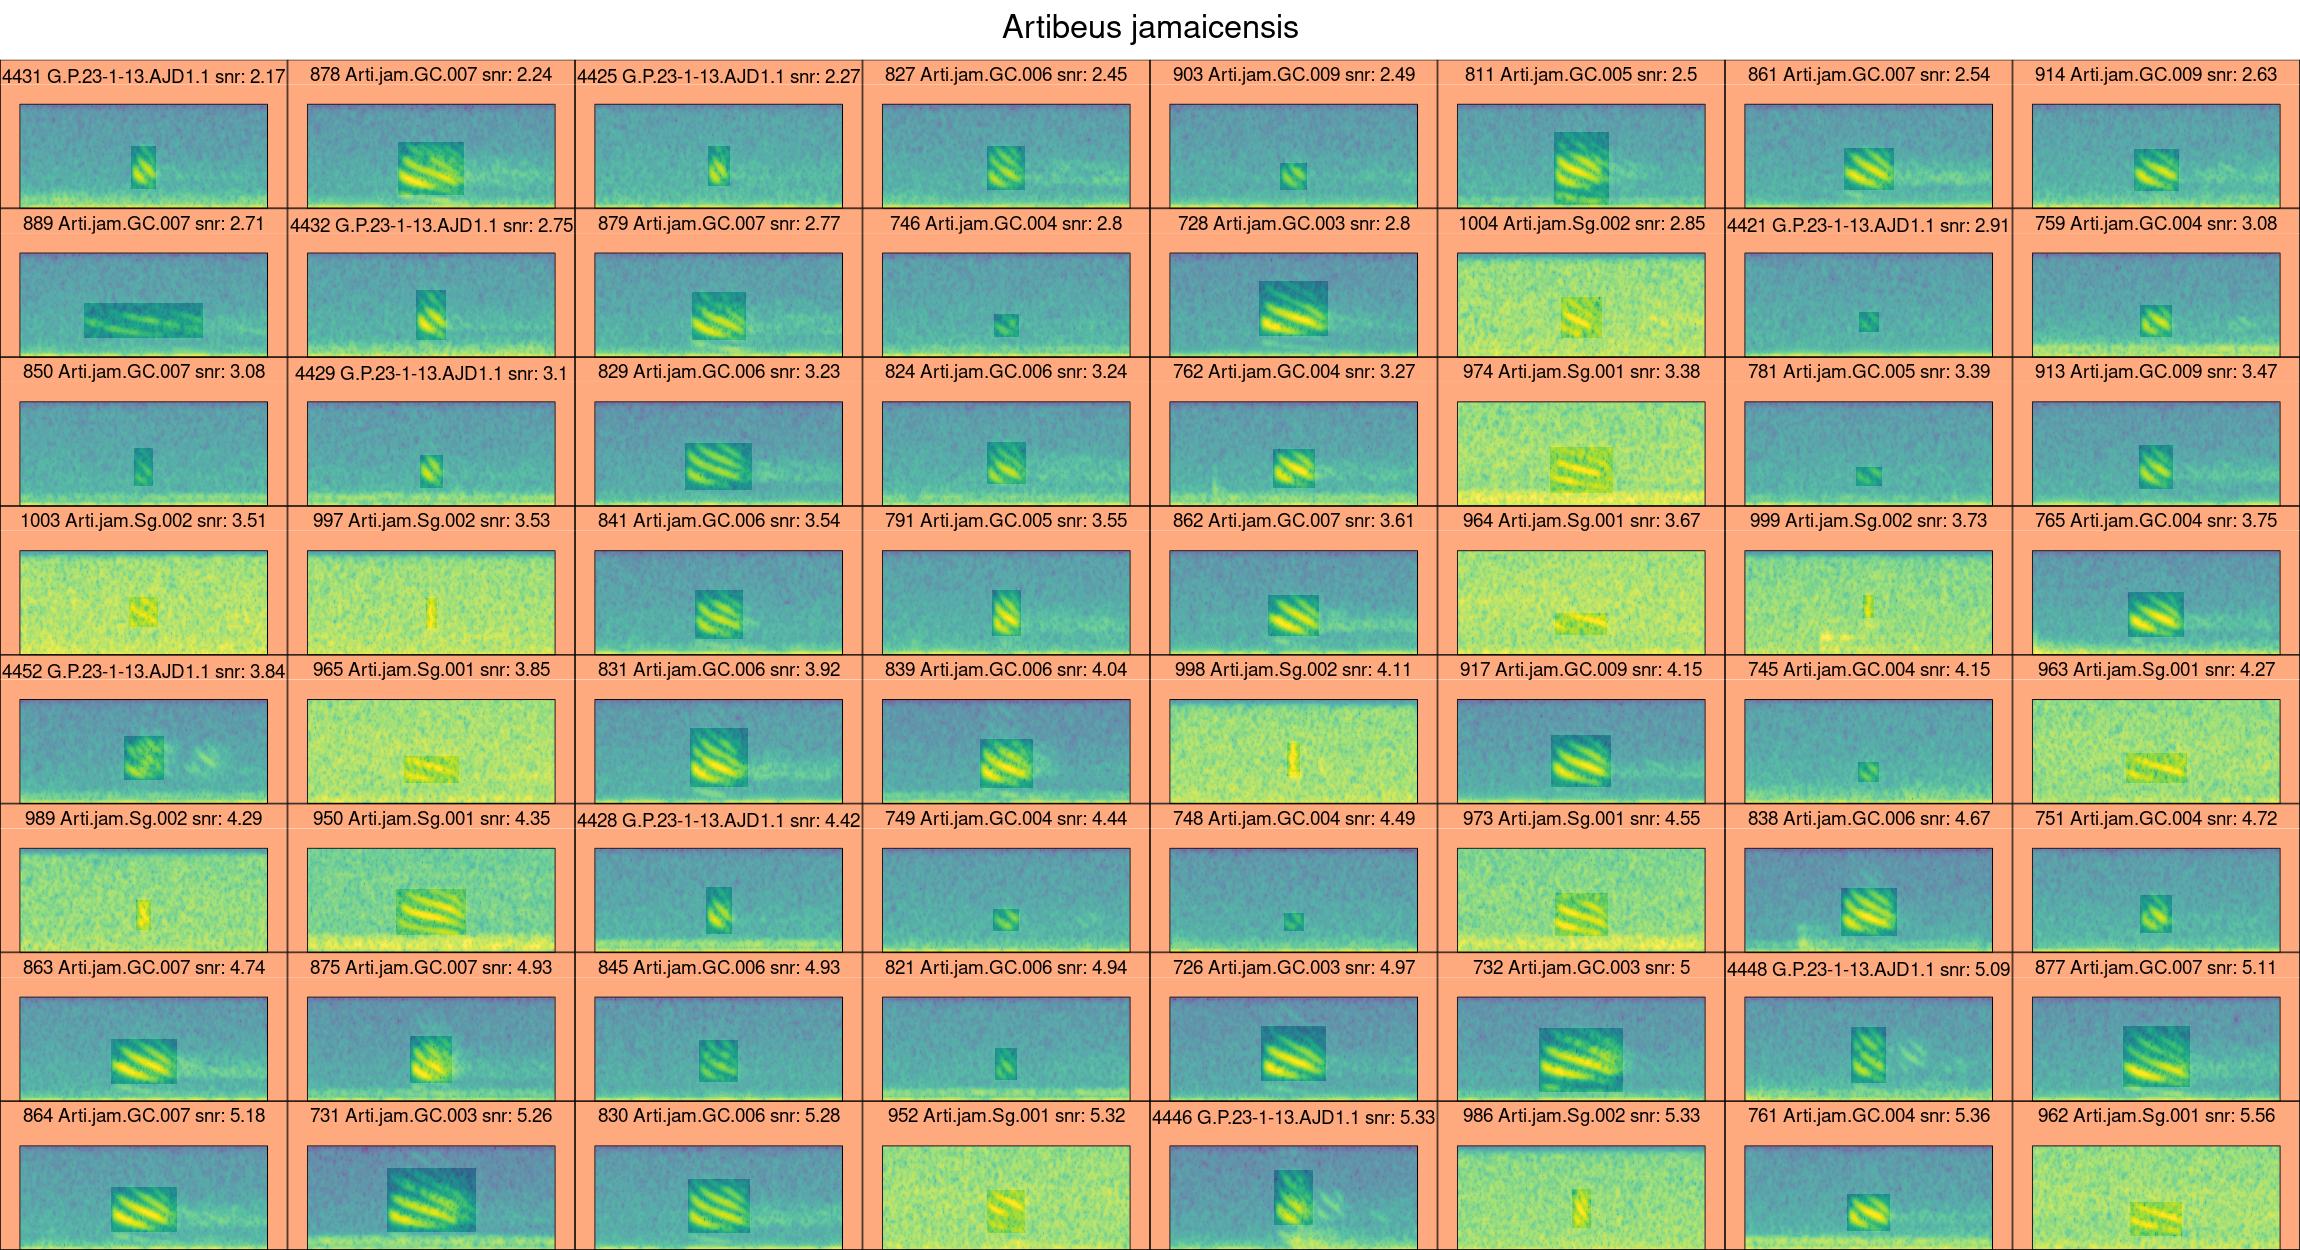 Artibeus jamaicensis
4431 G.P.23-1-13.AJD1.1 snr: 2.17
878 Arti.jam.GC.007 snr: 2.24
4425 G.P.23-1-13.AJD1.1 snr: 2.27
827 Arti.jam.GC.006 snr: 2.45
903 Arti.jam.GC.009 snr: 2.49
811 Arti.jam.GC.005 snr: 2.5
861 Arti.jam.GC.007 snr: 2.54
914 Arti.jam.GC.009 snr: 2.63
889 Arti.jam.GC.007 snr: 2.71
4432 G.P.23-1-13.AJD1.1 snr: 2.75
879 Arti.jam.GC.007 snr: 2.77
746 Arti.jam.GC.004 snr: 2.8
728 Arti.jam.GC.003 snr: 2.8
1004 Arti.jam.Sg.002 snr: 2.85
4421 G.P.23-1-13.AJD1.1 snr: 2.91
759 Arti.jam.GC.004 snr: 3.08
850 Arti.jam.GC.007 snr: 3.08
4429 G.P.23-1-13.AJD1.1 snr: 3.1
829 Arti.jam.GC.006 snr: 3.23
824 Arti.jam.GC.006 snr: 3.24
762 Arti.jam.GC.004 snr: 3.27
974 Arti.jam.Sg.001 snr: 3.38
781 Arti.jam.GC.005 snr: 3.39
913 Arti.jam.GC.009 snr: 3.47
1003 Arti.jam.Sg.002 snr: 3.51
997 Arti.jam.Sg.002 snr: 3.53
841 Arti.jam.GC.006 snr: 3.54
791 Arti.jam.GC.005 snr: 3.55
862 Arti.jam.GC.007 snr: 3.61
964 Arti.jam.Sg.001 snr: 3.67
999 Arti.jam.Sg.002 snr: 3.73
765 Arti.jam.GC.004 snr: 3.75
4452 G.P.23-1-13.AJD1.1 snr: 3.84
965 Arti.jam.Sg.001 snr: 3.85
831 Arti.jam.GC.006 snr: 3.92
839 Arti.jam.GC.006 snr: 4.04
998 Arti.jam.Sg.002 snr: 4.11
917 Arti.jam.GC.009 snr: 4.15
745 Arti.jam.GC.004 snr: 4.15
963 Arti.jam.Sg.001 snr: 4.27
989 Arti.jam.Sg.002 snr: 4.29
950 Arti.jam.Sg.001 snr: 4.35
4428 G.P.23-1-13.AJD1.1 snr: 4.42
749 Arti.jam.GC.004 snr: 4.44
748 Arti.jam.GC.004 snr: 4.49
973 Arti.jam.Sg.001 snr: 4.55
838 Arti.jam.GC.006 snr: 4.67
751 Arti.jam.GC.004 snr: 4.72
863 Arti.jam.GC.007 snr: 4.74
875 Arti.jam.GC.007 snr: 4.93
845 Arti.jam.GC.006 snr: 4.93
821 Arti.jam.GC.006 snr: 4.94
726 Arti.jam.GC.003 snr: 4.97
732 Arti.jam.GC.003 snr: 5
4448 G.P.23-1-13.AJD1.1 snr: 5.09
877 Arti.jam.GC.007 snr: 5.11
864 Arti.jam.GC.007 snr: 5.18
731 Arti.jam.GC.003 snr: 5.26
830 Arti.jam.GC.006 snr: 5.28
952 Arti.jam.Sg.001 snr: 5.32
4446 G.P.23-1-13.AJD1.1 snr: 5.33
986 Arti.jam.Sg.002 snr: 5.33
761 Arti.jam.GC.004 snr: 5.36
962 Arti.jam.Sg.001 snr: 5.56